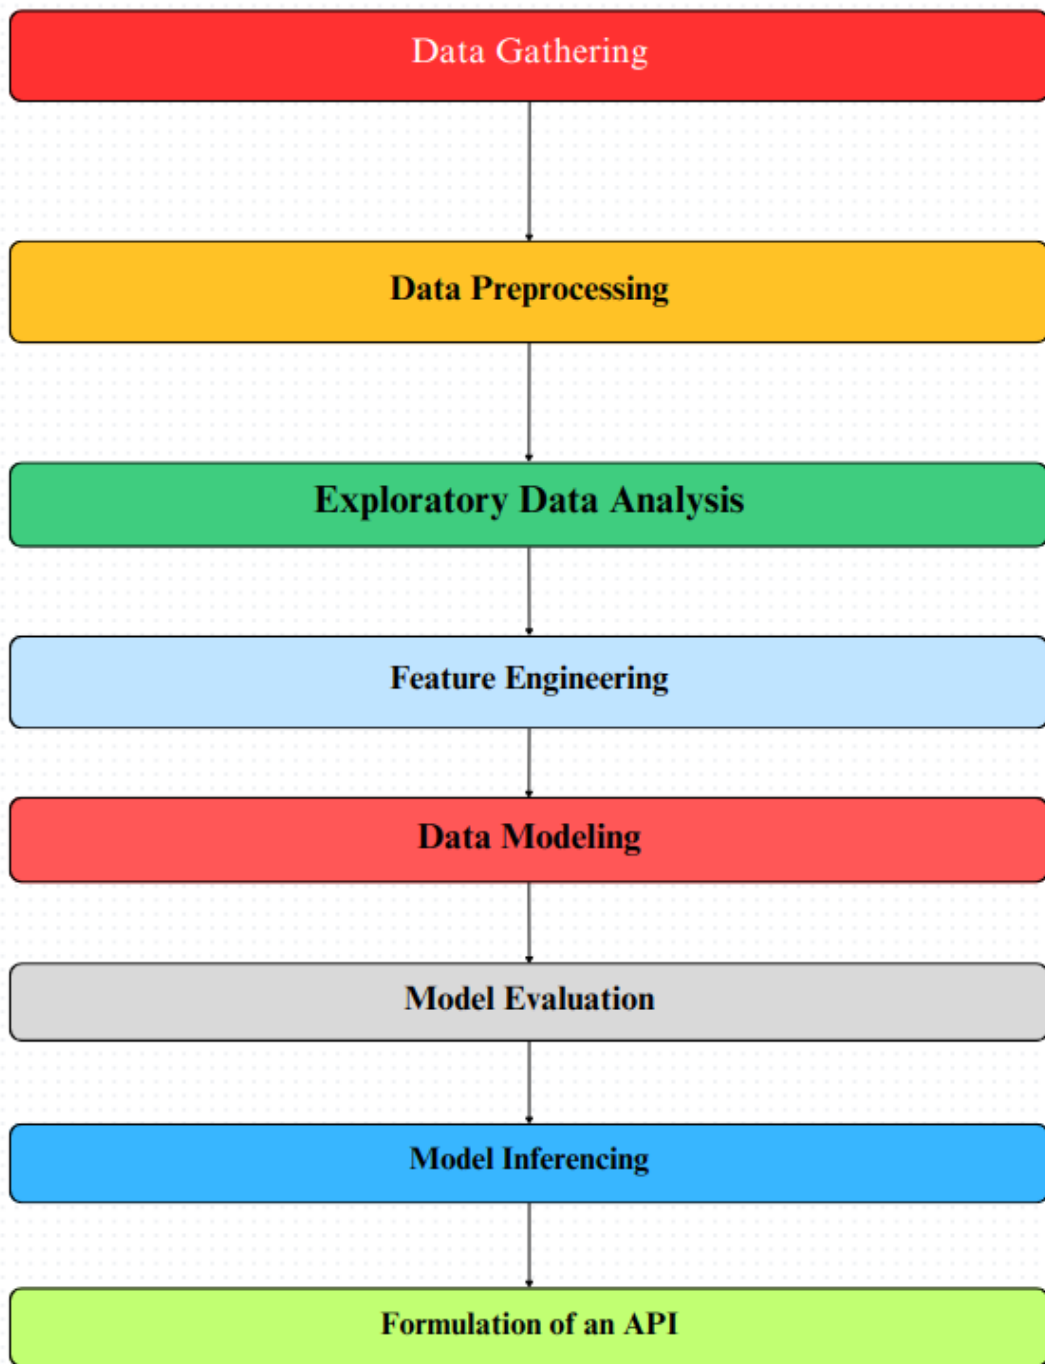 Data Gathering
Data Preprocessing
Exploratory Data Analysis
Feature Engineering
Data Modeling
Model Evaluation
Model Inferencing
Formulation of an API